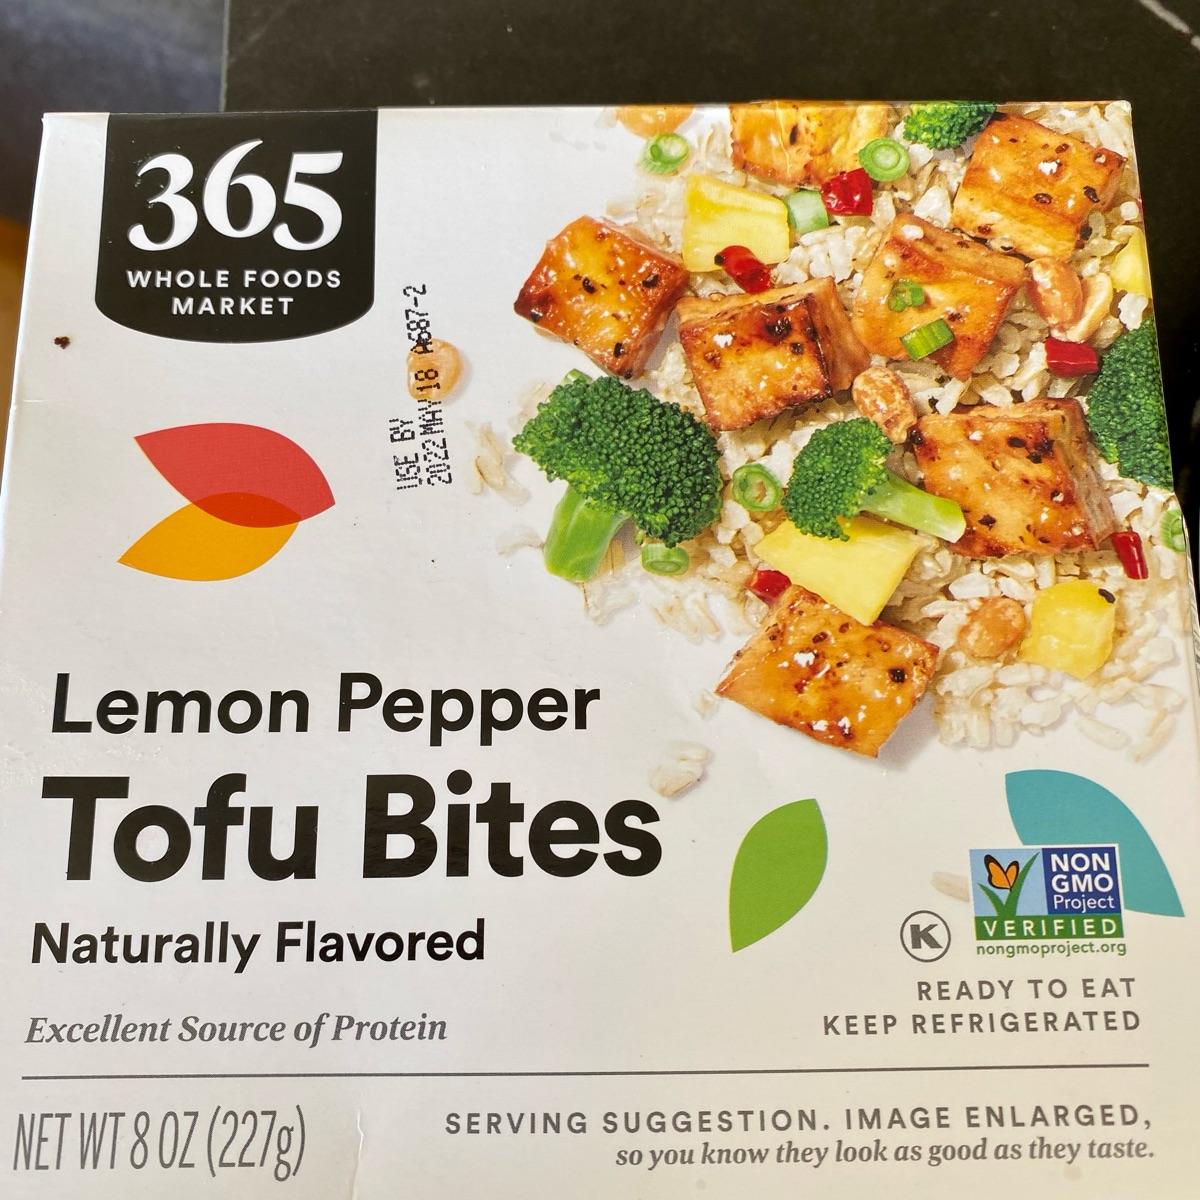 365
WHOLE FOODS
MARKET
USE BY
2022 MAY 18 A687-2
Lemon Pepper
Tofu Bites
Naturally Flavored
Excellent Source of Protein
NON
GMO
Project
VERIFIED
nongmoproject.org
K
READY TO EAT
KEEP REFRIGERATED
NET WT 8 OZ (227g)
SERVING SUGGESTION. IMAGE ENLARGED,
so you know they look as good as they taste.